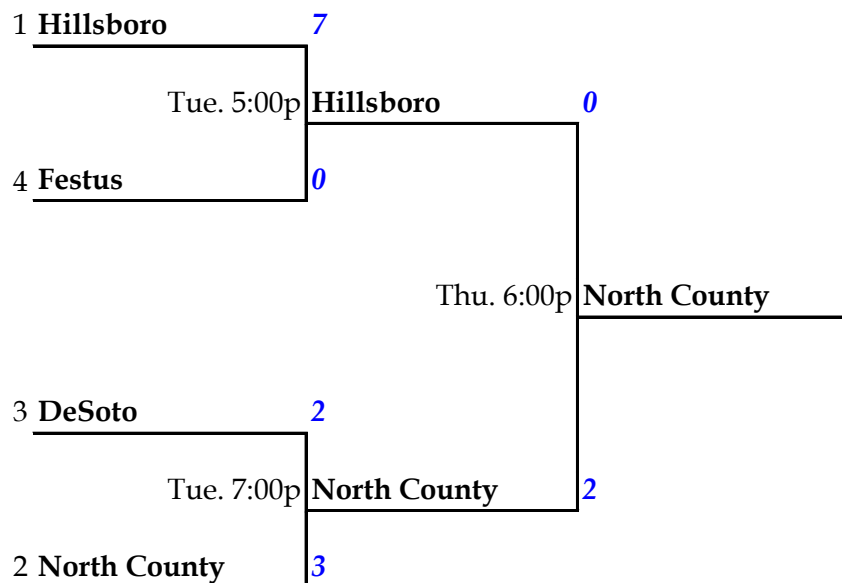 1 Hillsboro 7
Tue. 5:00p Hillsboro 0
4 Festus 0
Thu. 6:00p North County
3 DeSoto 2
Tue. 7:00p North County 2
2 North County 3